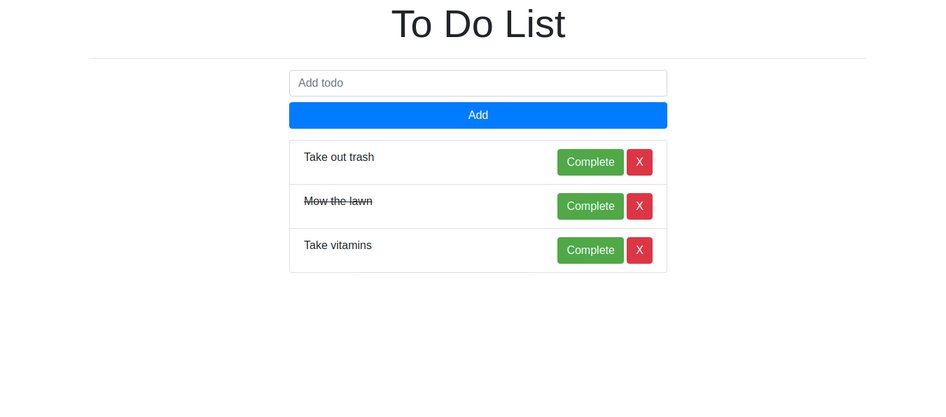 To Do List
Add todo
Add
Take out trash Complete X
Mow the lawn Complete X
Take vitamins Complete X